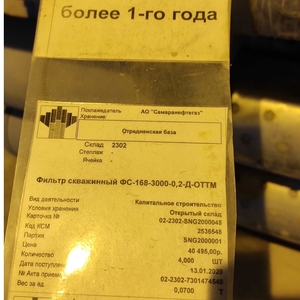 более 1-го года
Поклажедатель АО "Самаранефтегаз"
Хранение:
Отрадненская база
Склад 2302
Стеллаж
Ячейка -
Фильтр скважинный ФС-168-3000-0,2-Д-ОТТМ
Вид деятельности Капитальное строительство
Условия хранения Открытый склад
Карточка № 02-2302-SNG2000045
Код КСМ 2536548
Партия SNG2000001
Цена 40 495,00р.
Количество 4,000 ШТ
Дата поступления 13.01.2020
№ Акта приемки 02-2302-7301474548
Вес за ед 0,0700 Т